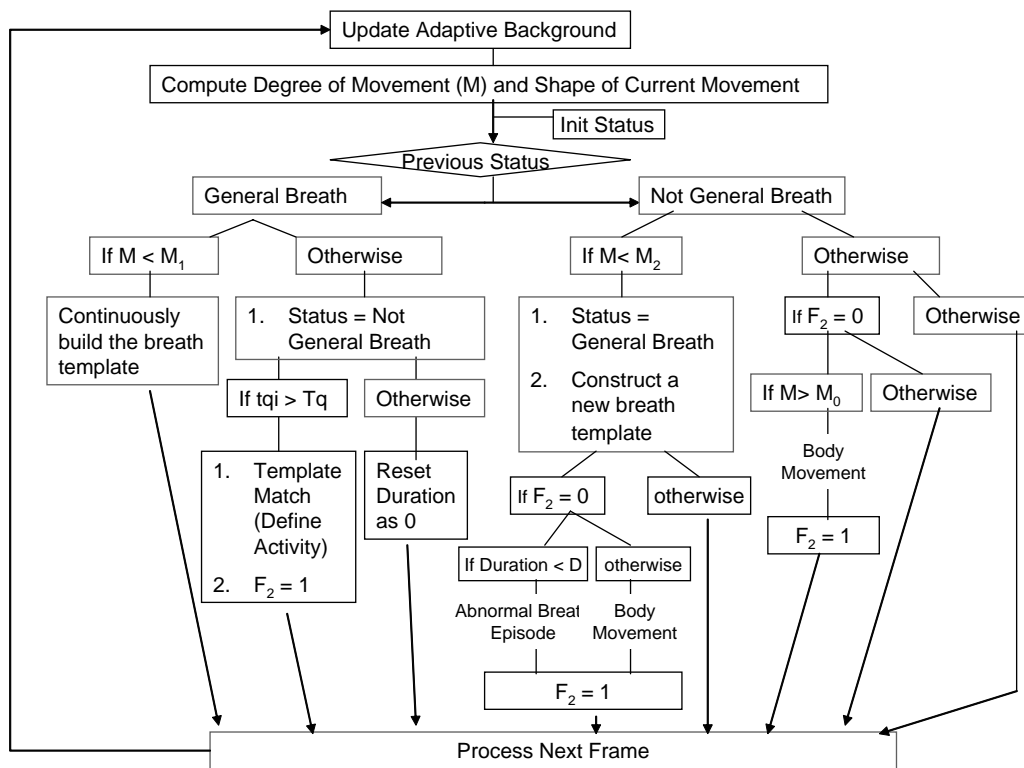 Update Adaptive Background
Compute Degree of Movement (M) and Shape of Current Movement
Init Status
Previous Status
General Breath
Not General Breath
If M < M₁
Otherwise
If M< M₂
Otherwise
Continuously
build the breath
template
1. Status = Not
General Breath
1. Status =
General Breath
2. Construct a
new breath
template
If F₂ = 0
Otherwise
If tqi > Tq
Otherwise
If M> M₀
Otherwise
1. Template
Match
(Define
Activity)
2. F₂ = 1
Reset
Duration
as 0
If F₂ = 0
otherwise
Body
Movement
F₂ = 1
If Duration < D
otherwise
Abnormal Breat
Episode
Body
Movement
F₂ = 1
Process Next Frame